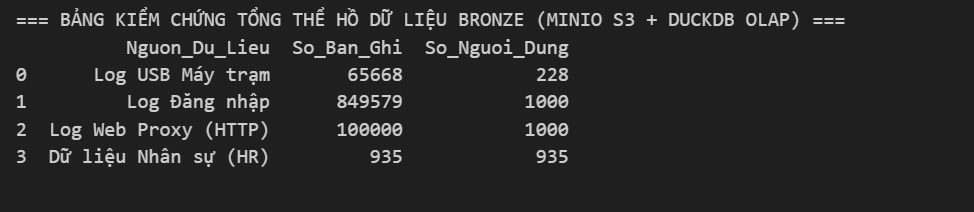 === BẢNG KIỂM CHỨNG TỔNG THỂ HỒ DỮ LIỆU BRONZE (MINIO S3 + DUCKDB OLAP) ===
Nguon_Du_Lieu So_Ban_Ghi So_Nguoi_Dung
0 Log USB Máy trạm 65668 228
1 Log Đăng nhập 849579 1000
2 Log Web Proxy (HTTP) 100000 1000
3 Dữ liệu Nhân sự (HR) 935 935